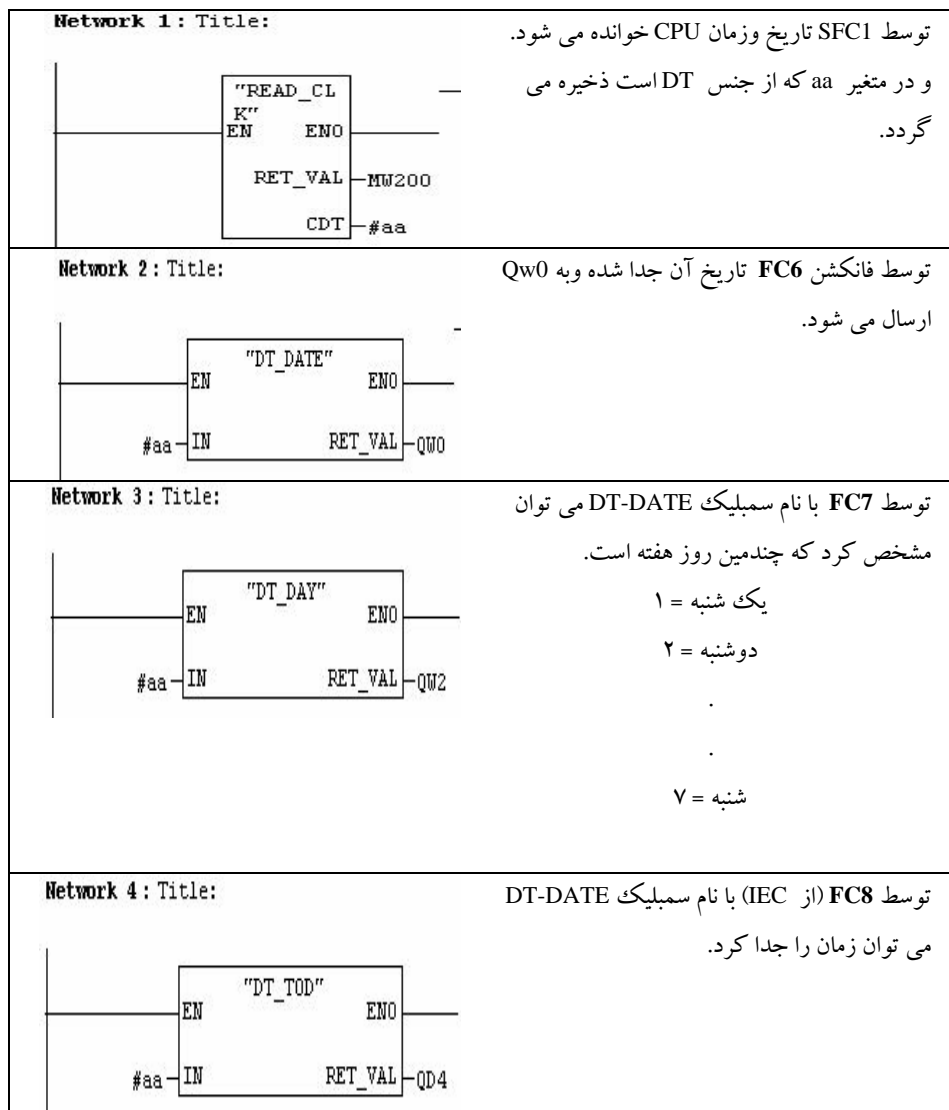 Network 1: Title:
"READ_CL
K"
EN ENO
RET_VAL MW200
CDT #aa
توسط SFC1 تاریخ وزمان CPU خوانده می شود.
و در متغیر aa که از جنس DT است ذخیره می
گردد.
Network 2: Title:
"DT_DATE"
EN ENO
#aa IN RET_VAL QW0
توسط فانکشن FC6 تاریخ آن جدا شده وبه Qw0
ارسال می شود.
Network 3: Title:
"DT_DAY"
EN ENO
#aa IN RET_VAL QW2
توسط FC7 با نام سمبلیک DT-DATE می توان
مشخص کرد که چندمین روز هفته است.
یک شنبه = ۱
دوشنبه = ۲
.
.
شنبه = ۷
Network 4: Title:
"DT_TOD"
EN ENO
#aa IN RET_VAL QD4
توسط FC8 (از IEC) با نام سمبلیک DT-DATE
می توان زمان را جدا کرد.